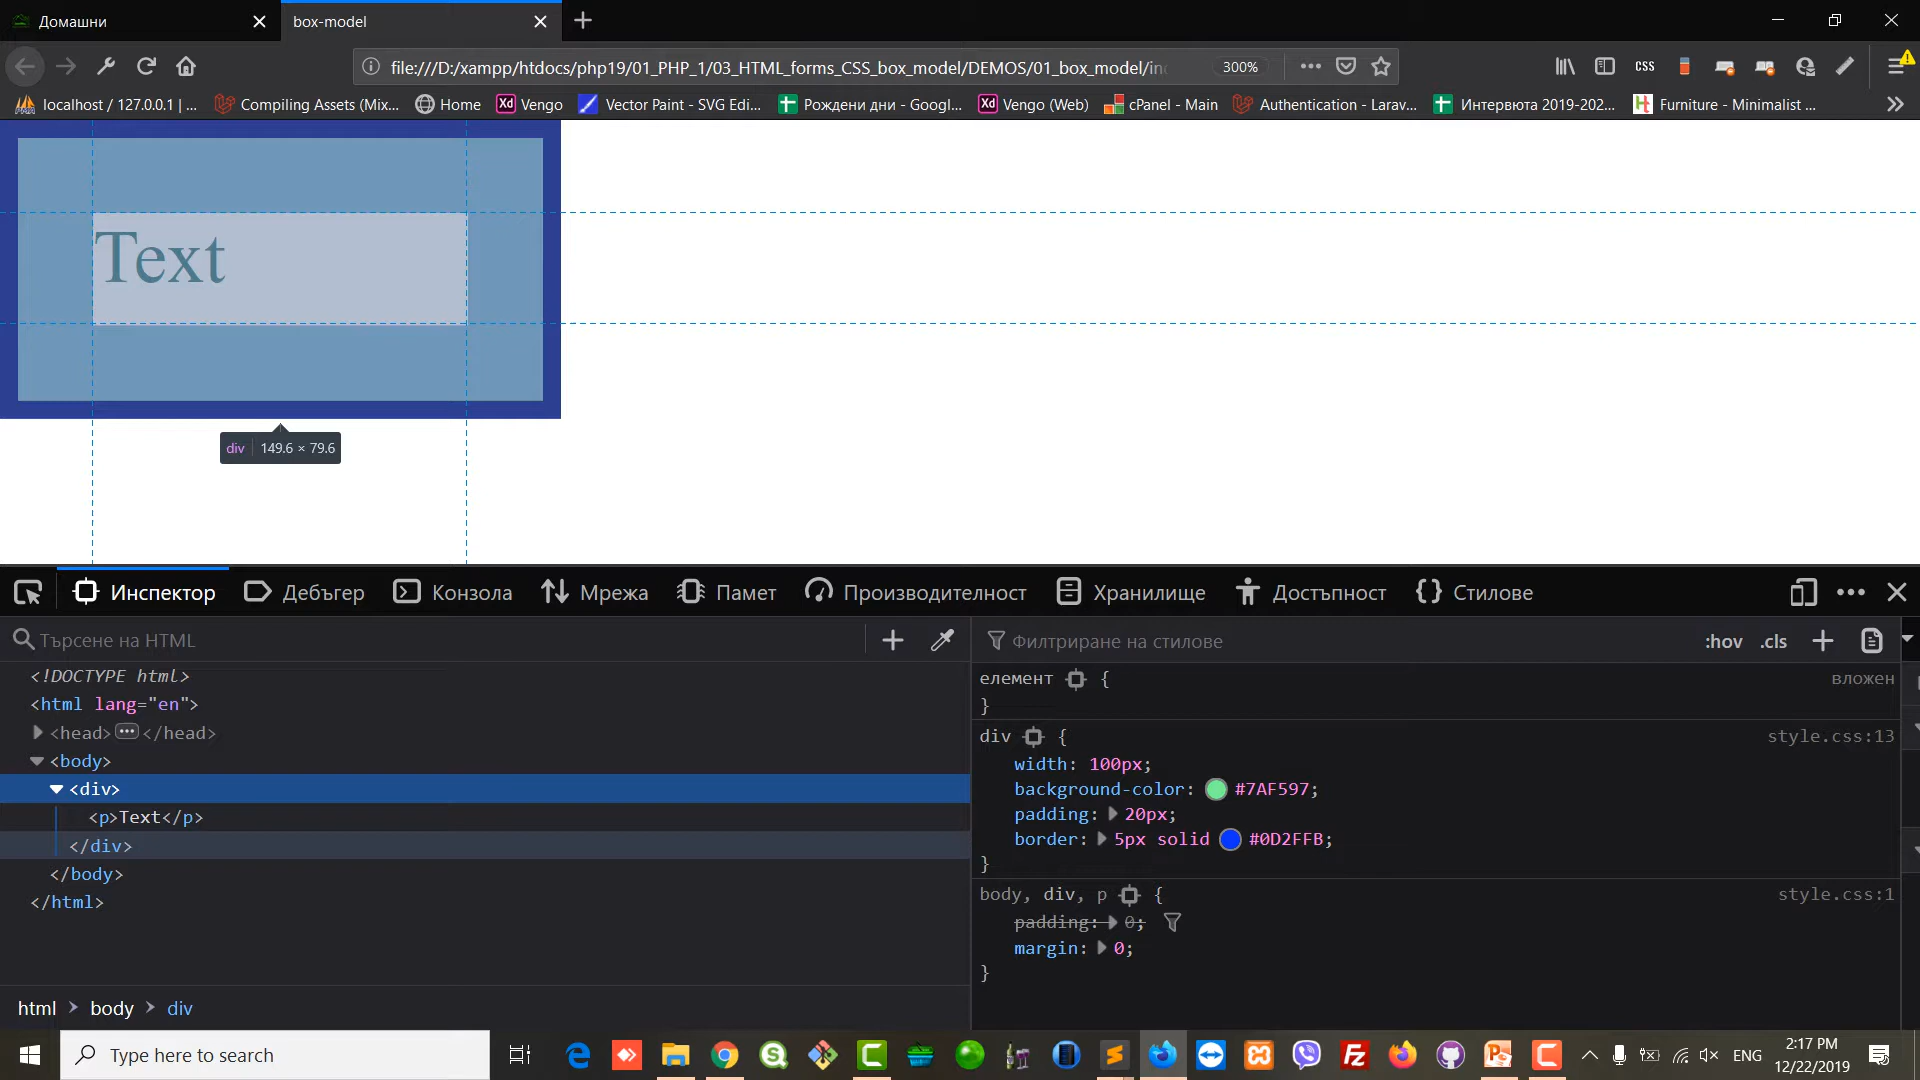 Домашни
box-model
file:///D:/xampp/htdocs/php19/01_PHP_1/03_HTML_forms_CSS_box_model/DEMOS/01_box_model/in
300%
CSS
localhost / 127.0.0.1 | ...
Compiling Assets (Mix...
Home
Vengo
Vector Paint - SVG Edi...
Рождени дни - Googl...
Vengo (Web)
cPanel - Main
Authentication - Larav...
Интервюта 2019-202...
Furniture - Minimalist ...
Text
div 149.6 × 79.6
Инспектор
Дебъгер
Конзола
Мрежа
Памет
Производителност
Хранилище
Достъпност
Стилове
Търсене на HTML
Филтриране на стилове
:hov
.cls
<!DOCTYPE html>
<html lang="en">
<head></head>
<body>
<div>
<p>Text</p>
</div>
</body>
</html>
елемент {
вложен
}
div {
style.css:13
width: 100px;
background-color: #7AF597;
padding: 20px;
border: 5px solid #0D2FFB;
}
body, div, p {
style.css:1
padding: 0;
margin: 0;
}
html
body
div
Type here to search
ENG
2:17 PM
12/22/2019